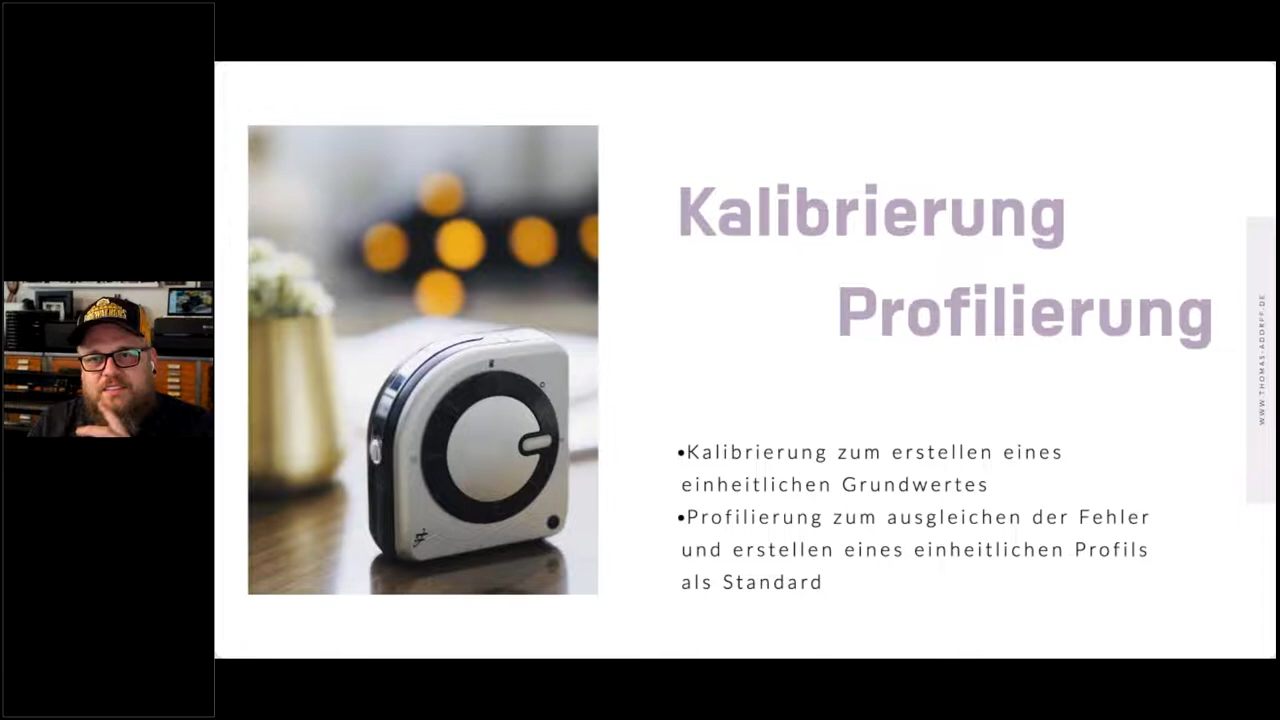 Kalibrierung
Profilierung
•Kalibrierung zum erstellen eines
einheitlichen Grundwertes
•Profilierung zum ausgleichen der Fehler
und erstellen eines einheitlichen Profils
als Standard
WWW.THOMAS-ADORFF.DE